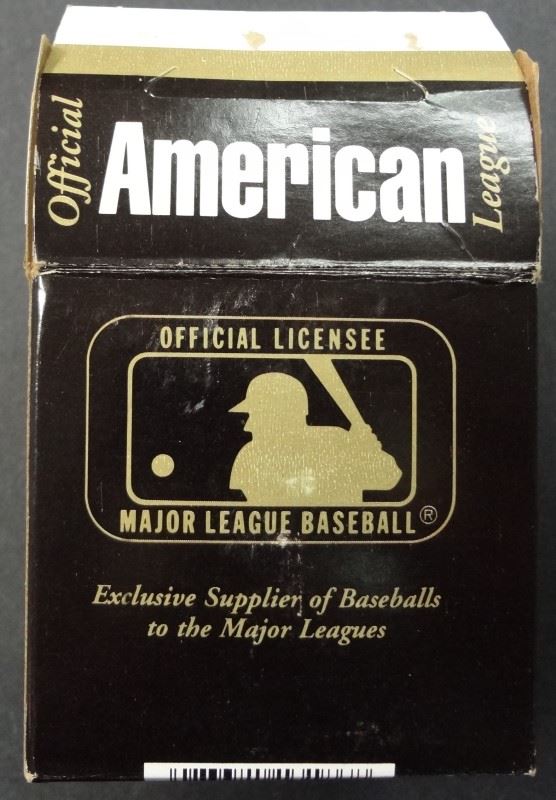 Official American League
OFFICIAL LICENSEE
MAJOR LEAGUE BASEBALL®
Exclusive Supplier of Baseballs
to the Major Leagues